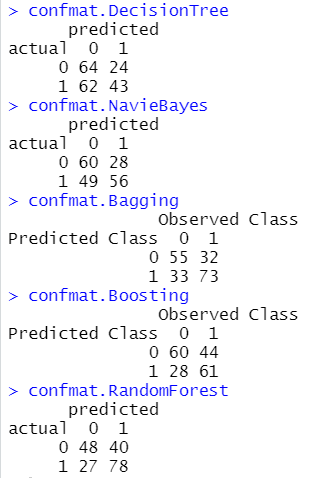 > confmat.DecisionTree
predicted
actual 0 1
0 64 24
1 62 43
> confmat.NavieBayes
predicted
actual 0 1
0 60 28
1 49 56
> confmat.Bagging
Observed Class
Predicted Class 0 1
0 55 32
1 33 73
> confmat.Boosting
Observed Class
Predicted Class 0 1
0 60 44
1 28 61
> confmat.RandomForest
predicted
actual 0 1
0 48 40
1 27 78